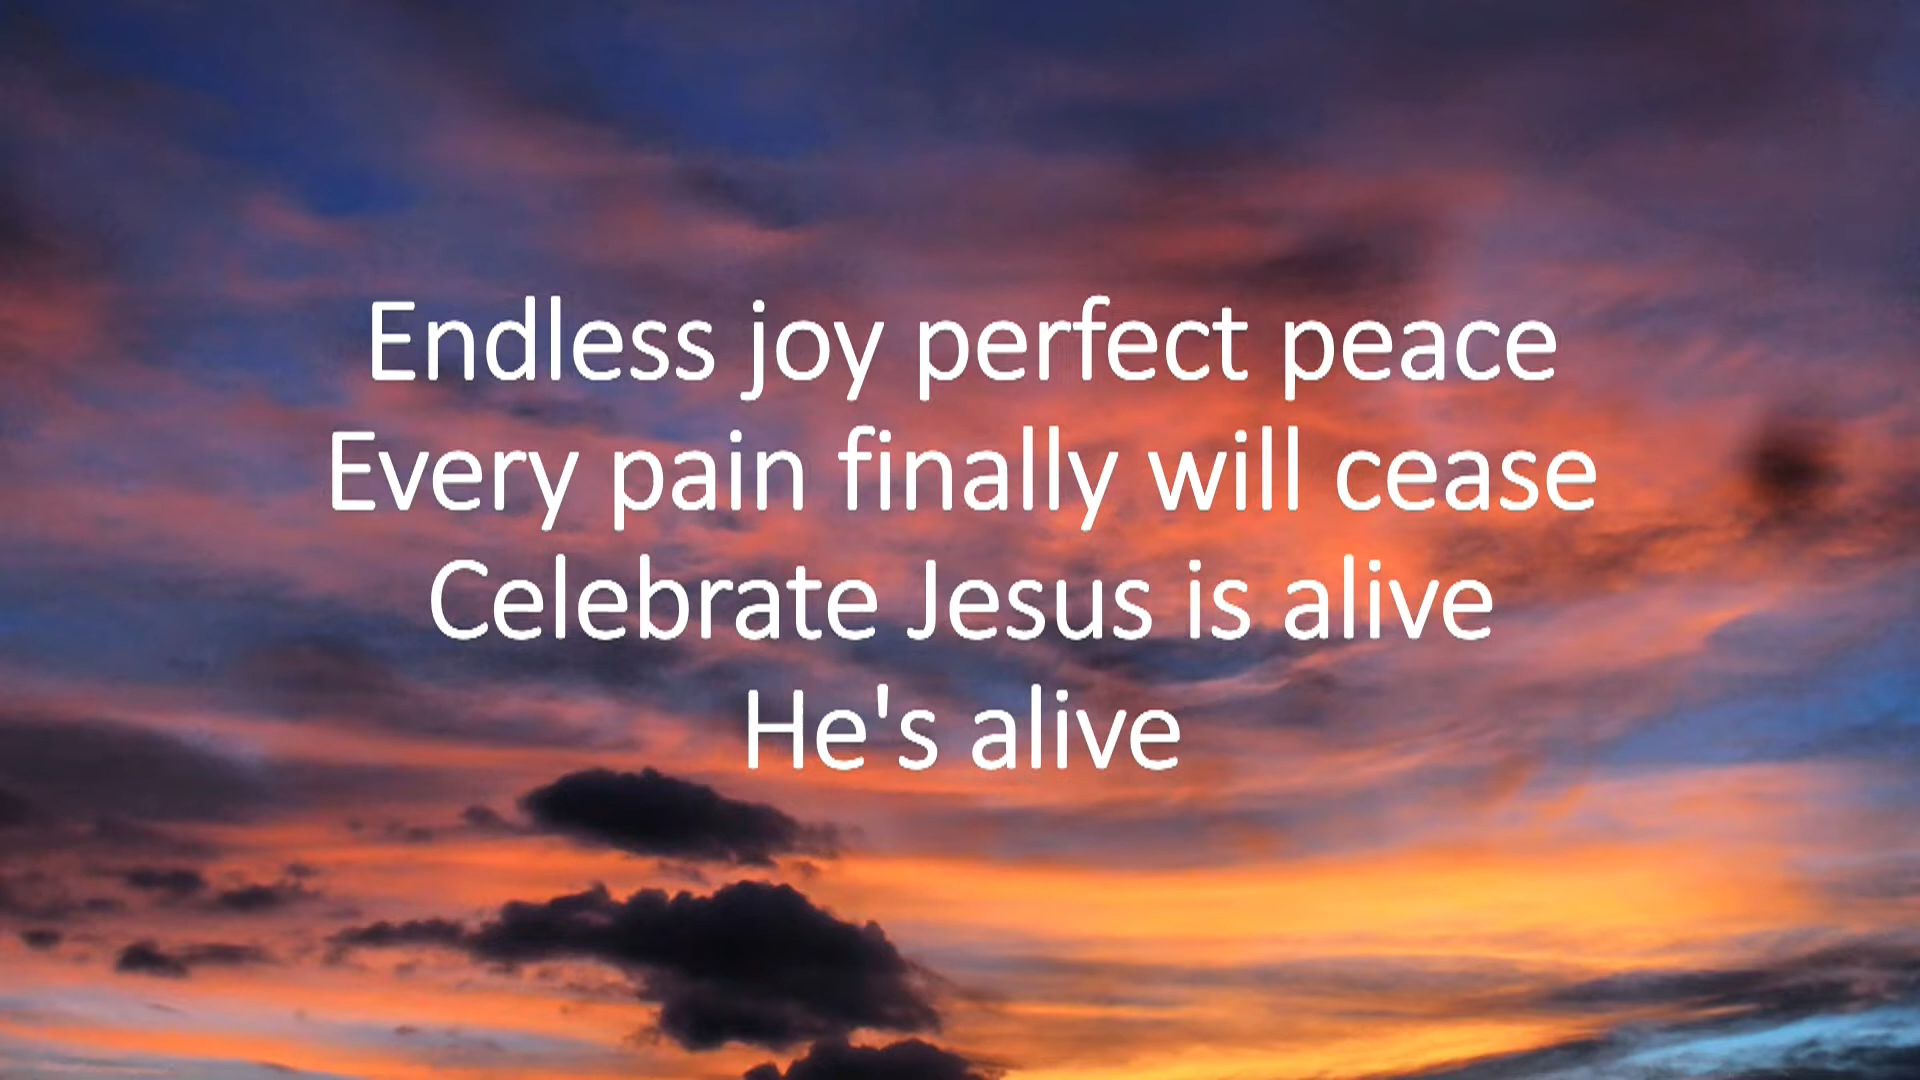 Endless joy perfect peace
Every pain finally will cease
Celebrate Jesus is alive
He's alive